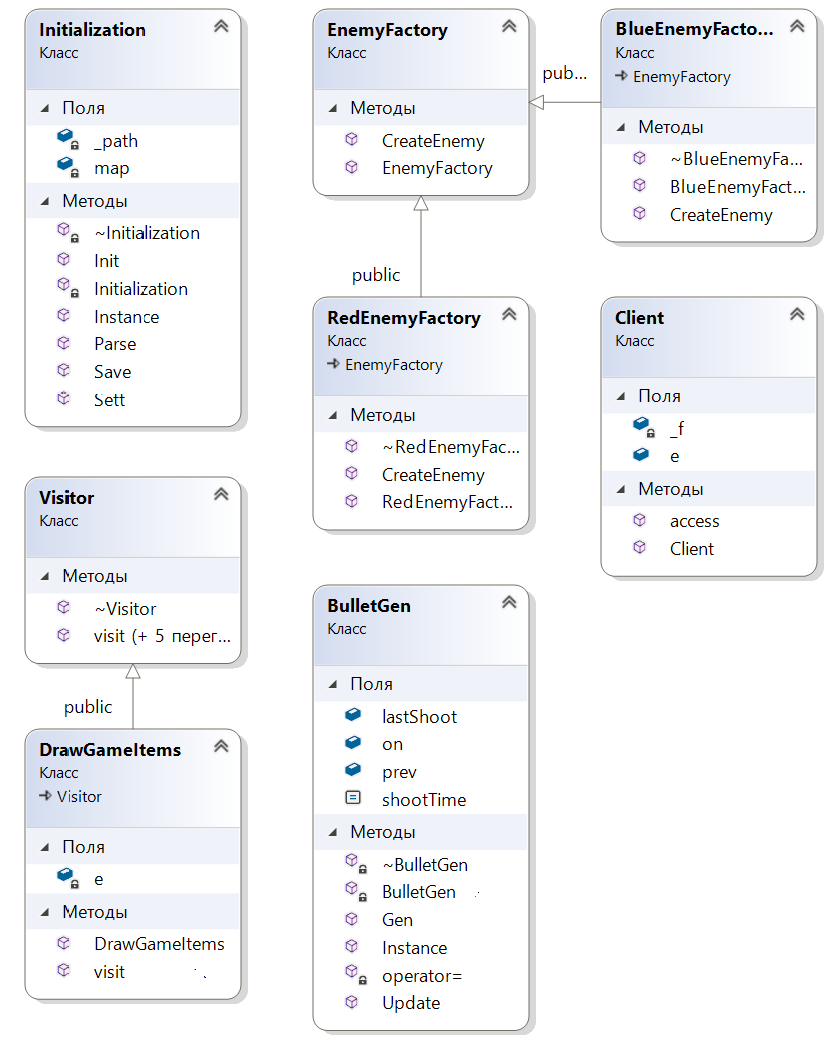 Initialization
Класс
Поля
_path
map
Методы
~Initialization
Init
Initialization
Instance
Parse
Save
Sett
EnemyFactory
Класс
Методы
CreateEnemy
EnemyFactory
pub...
BlueEnemyFacto...
Класс
EnemyFactory
Методы
~BlueEnemyFa...
BlueEnemyFact...
CreateEnemy
public
RedEnemyFactory
Класс
EnemyFactory
Методы
~RedEnemyFac...
CreateEnemy
RedEnemyFact...
Client
Класс
Поля
_f
e
Методы
access
Client
Visitor
Класс
Методы
~Visitor
visit (+ 5 перег...
public
DrawGameItems
Класс
Visitor
Поля
e
Методы
DrawGameItems
visit
BulletGen
Класс
Поля
lastShoot
on
prev
shootTime
Методы
~BulletGen
BulletGen
Gen
Instance
operator=
Update